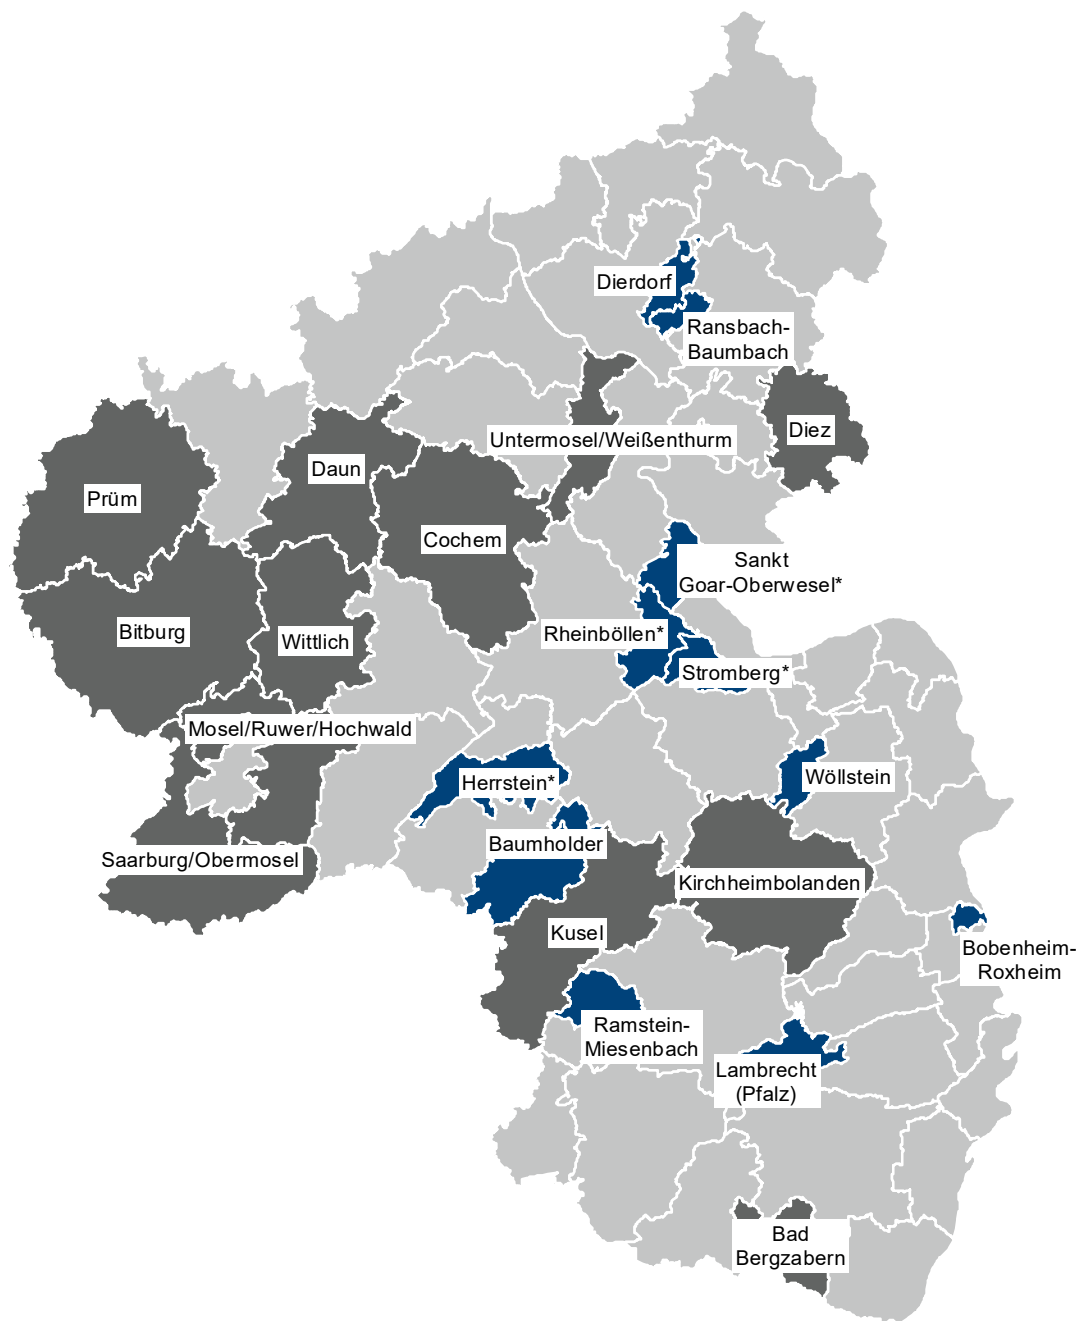 Dierdorf
Ransbach-
Baumbach
Untermosel/Weißenthurm
Diez
Daun
Prüm
Cochem
Sankt
Goar-Oberwesel*
Bitburg
Wittlich
Rheinböllen*
Stromberg*
Mosel/Ruwer/Hochwald
Herrstein*
Wöllstein
Baumholder
Saarburg/Obermosel
Kirchheimbolanden
Kusel
Bobenheim-
Roxheim
Ramstein-
Miesenbach
Lambrecht
(Pfalz)
Bad
Bergzabern